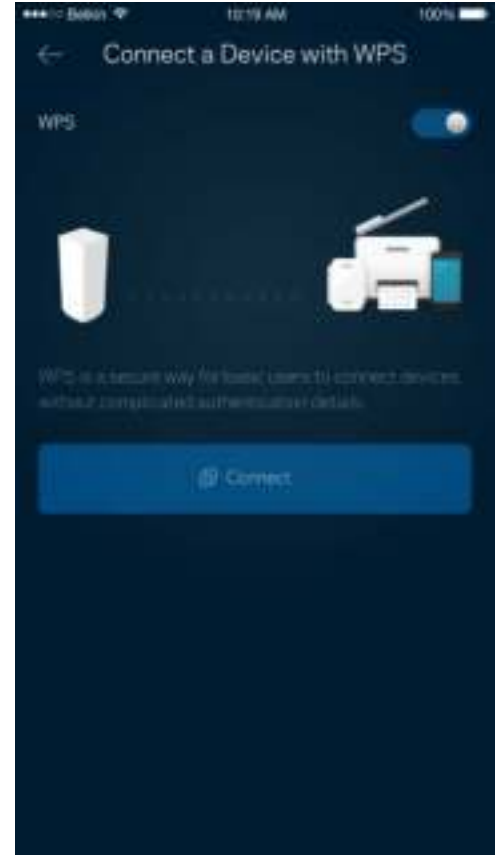 Belkin 10:19 AM 100%
Connect a Device with WPS
WPS
WPS is a secure way for basic users to connect devices
without complicated authentication details.
Connect